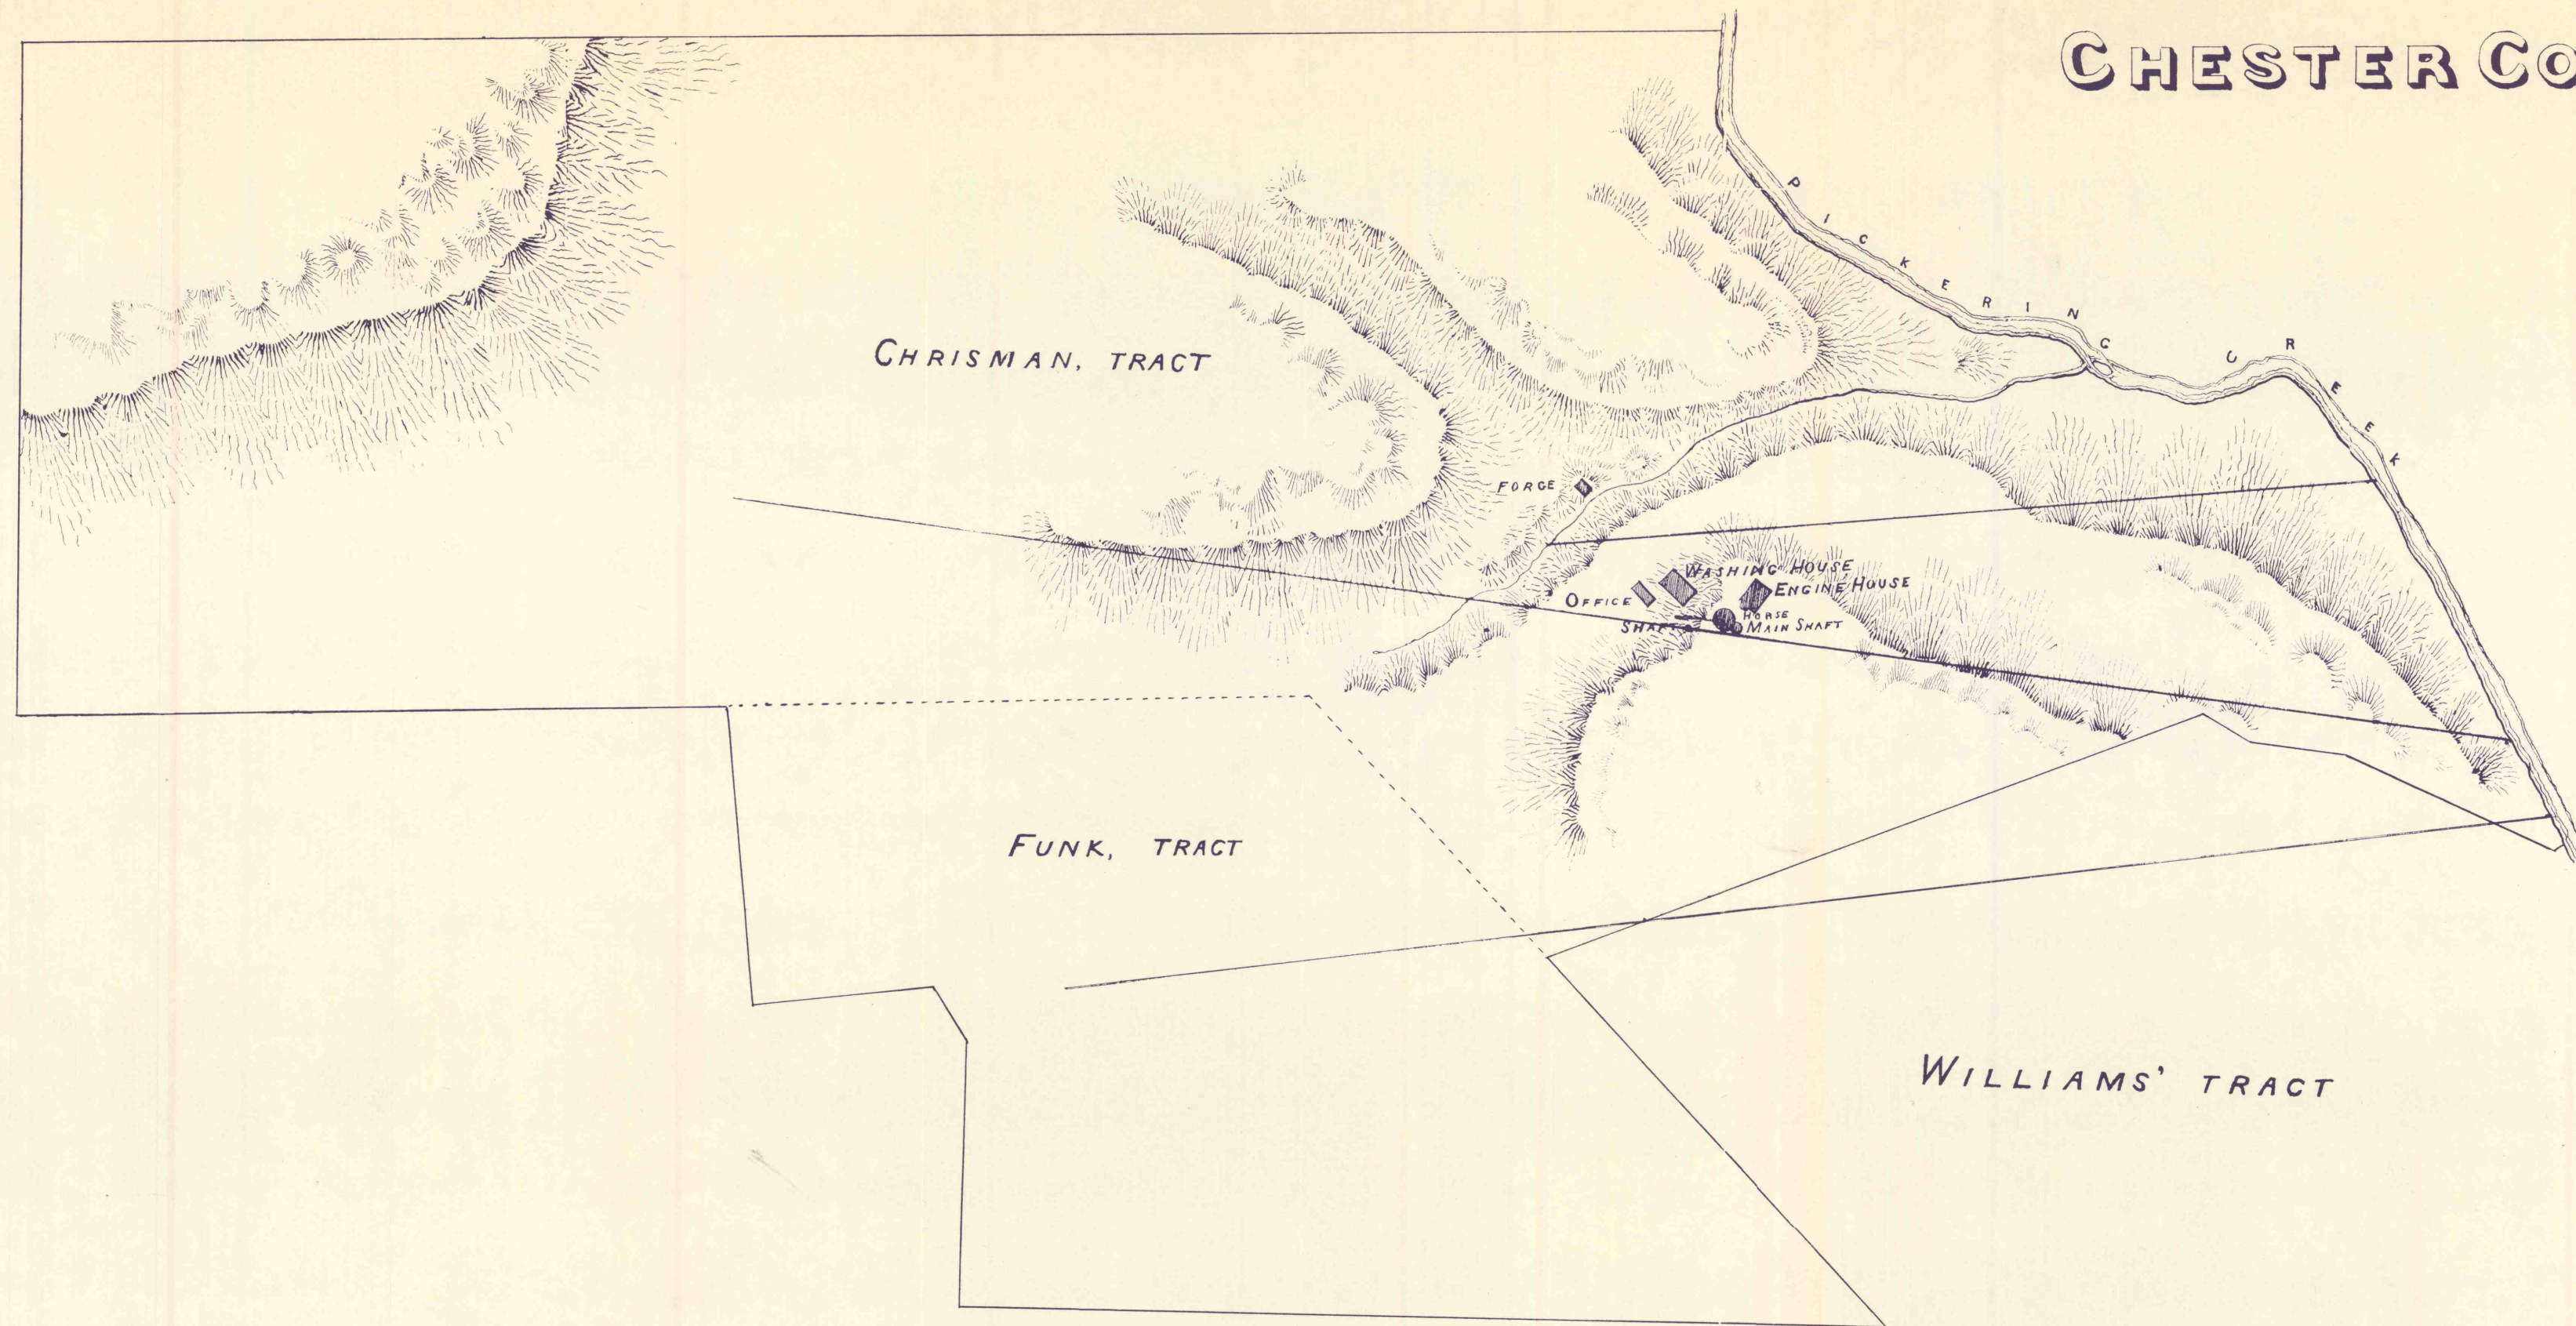 CHESTER CO
PICKERING CREEK
CHRISMAN, TRACT
FORGE
WASHING HOUSE
ENGINE HOUSE
OFFICE
HORSE
SHAFT
MAIN SHAFT
FUNK, TRACT
WILLIAMS' TRACT